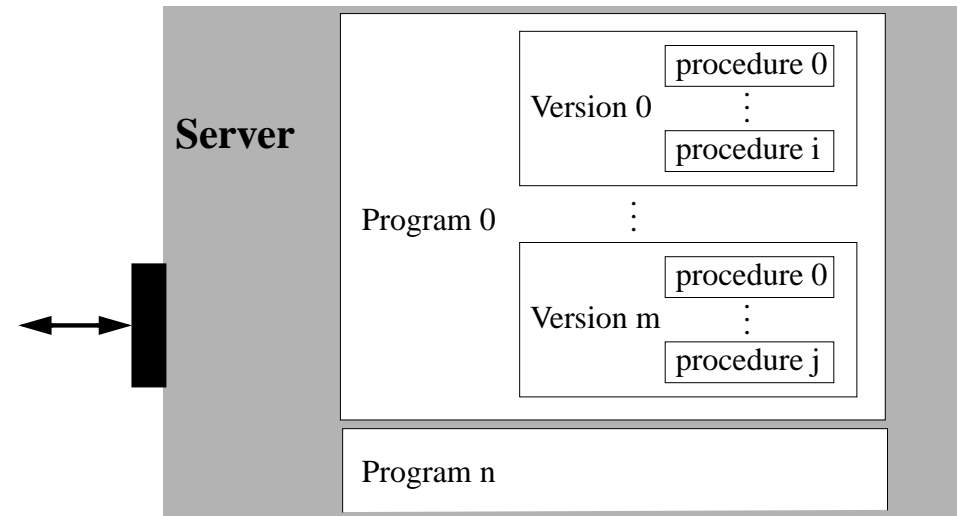 Server
Program 0
Version 0
procedure 0
procedure i
Version m
procedure 0
procedure j
Program n